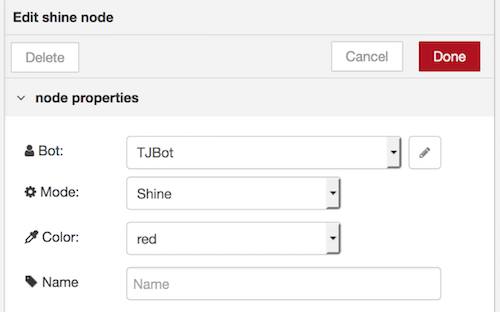 Edit shine node
Delete Cancel Done
node properties
Bot: TJBot
Mode: Shine
Color: red
Name Name